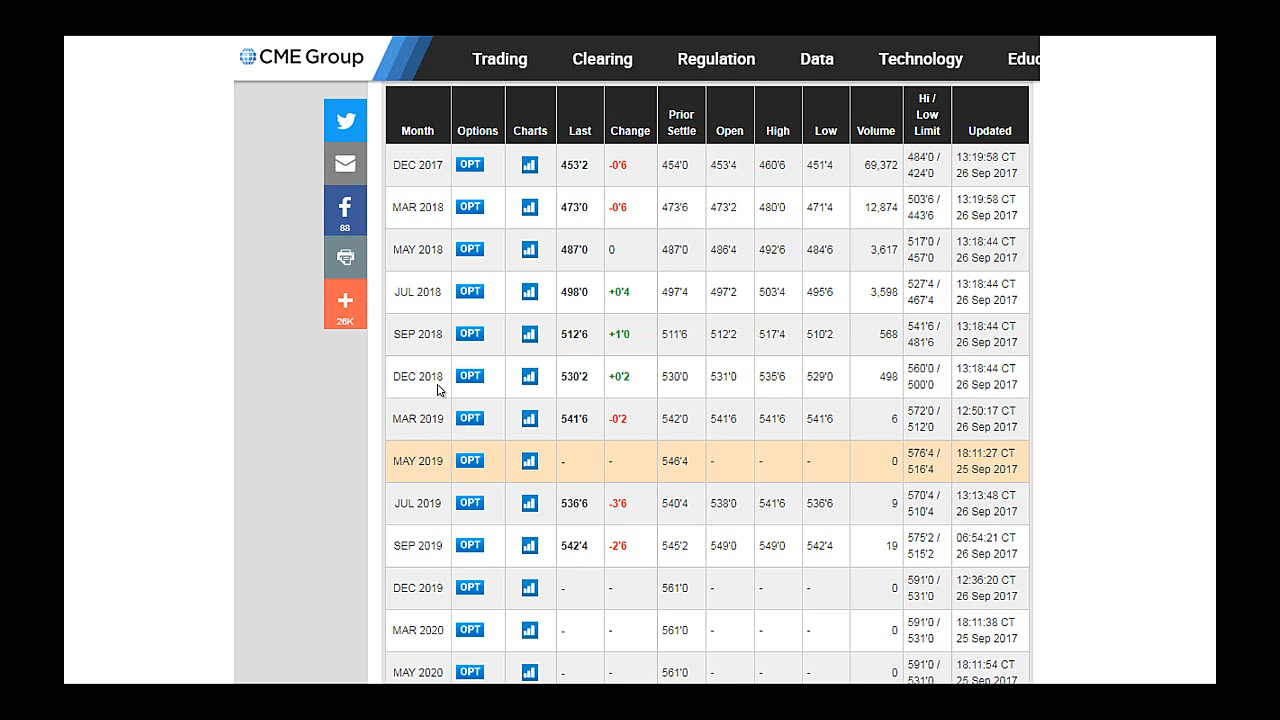 CME Group
Trading Clearing Regulation Data Technology Educ
88
26K
Month Options Charts Last Change Prior Settle Open High Low Volume Hi / Low Limit Updated
DEC 2017 OPT 453'2 -0'6 454'0 453'4 460'6 451'4 69,372 484'0 / 424'0 13:19:58 CT 26 Sep 2017
MAR 2018 OPT 473'0 -0'6 473'6 473'2 480'0 471'4 12,874 503'6 / 443'6 13:19:58 CT 26 Sep 2017
MAY 2018 OPT 487'0 0 487'0 486'4 492'6 484'6 3,617 517'0 / 457'0 13:18:44 CT 26 Sep 2017
JUL 2018 OPT 498'0 +0'4 497'4 497'2 503'4 495'6 3,598 527'4 / 467'4 13:18:44 CT 26 Sep 2017
SEP 2018 OPT 512'6 +1'0 511'6 512'2 517'4 510'2 568 541'6 / 481'6 13:18:44 CT 26 Sep 2017
DEC 2018 OPT 530'2 +0'2 530'0 531'0 535'6 529'0 498 560'0 / 500'0 13:18:44 CT 26 Sep 2017
MAR 2019 OPT 541'6 -0'2 542'0 541'6 541'6 541'6 6 572'0 / 512'0 12:50:17 CT 26 Sep 2017
MAY 2019 OPT - - 546'4 - - - 0 576'4 / 516'4 18:11:27 CT 25 Sep 2017
JUL 2019 OPT 536'6 -3'6 540'4 538'0 541'6 536'6 9 570'4 / 510'4 13:13:48 CT 26 Sep 2017
SEP 2019 OPT 542'4 -2'6 545'2 549'0 549'0 542'4 19 575'2 / 515'2 06:54:21 CT 26 Sep 2017
DEC 2019 OPT - - 561'0 - - - 0 591'0 / 531'0 12:36:20 CT 26 Sep 2017
MAR 2020 OPT - - 561'0 - - - 0 591'0 / 531'0 18:11:38 CT 25 Sep 2017
MAY 2020 OPT - - 561'0 - - - 0 591'0 / 531'0 18:11:54 CT 25 Sep 2017